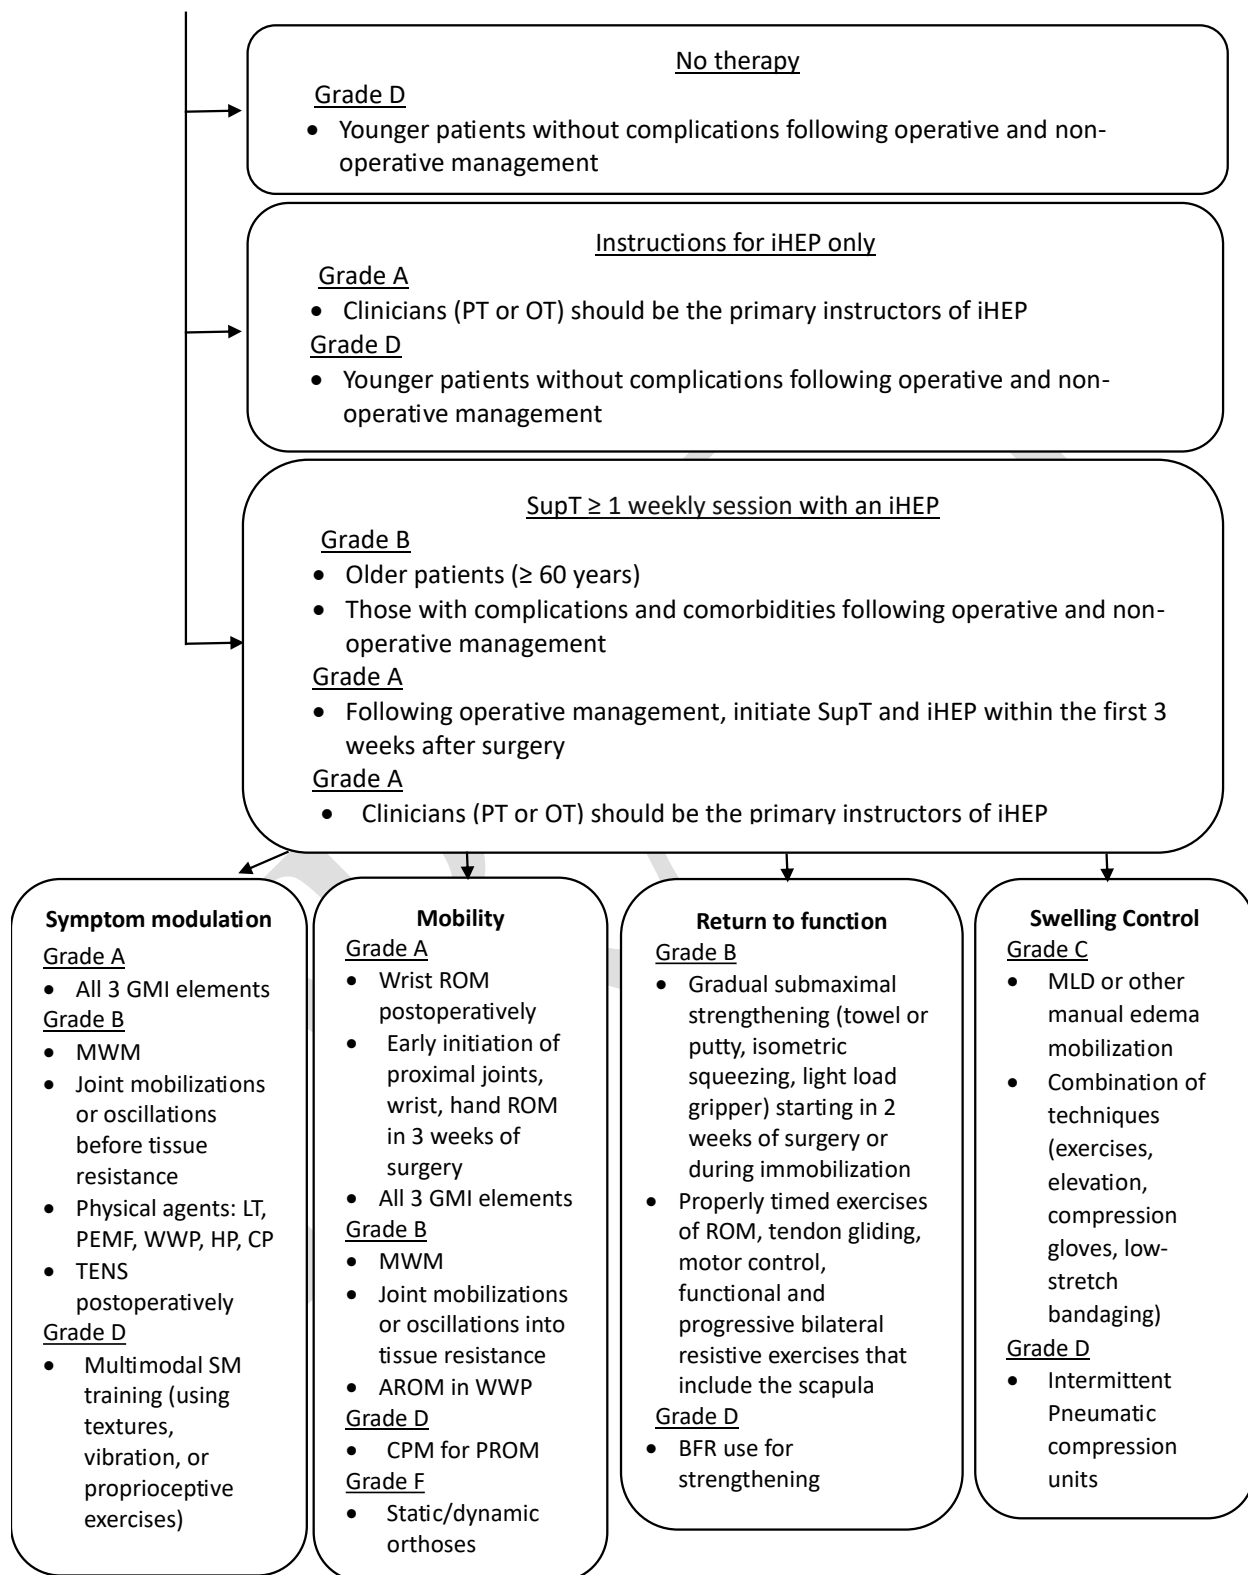 No therapy
Grade D
• Younger patients without complications following operative and non-
operative management
Instructions for iHEP only
Grade A
• Clinicians (PT or OT) should be the primary instructors of iHEP
Grade D
• Younger patients without complications following operative and non-
operative management
SupT ≥ 1 weekly session with an iHEP
Grade B
• Older patients (≥ 60 years)
• Those with complications and comorbidities following operative and non-
operative management
Grade A
• Following operative management, initiate SupT and iHEP within the first 3
weeks after surgery
Grade A
• Clinicians (PT or OT) should be the primary instructors of iHEP
Symptom modulation
Grade A
• All 3 GMI elements
Grade B
• MWM
• Joint mobilizations
or oscillations
before tissue
resistance
• Physical agents: LT,
PEMF, WWP, HP, CP
• TENS
postoperatively
Grade D
• Multimodal SM
training (using
textures,
vibration, or
proprioceptive
exercises)
Mobility
Grade A
• Wrist ROM
postoperatively
• Early initiation of
proximal joints,
wrist, hand ROM
in 3 weeks of
surgery
• All 3 GMI elements
Grade B
• MWM
• Joint mobilizations
or oscillations into
tissue resistance
• AROM in WWP
Grade D
• CPM for PROM
Grade F
• Static/dynamic
orthoses
Return to function
Grade B
• Gradual submaximal
strengthening (towel or
putty, isometric
squeezing, light load
gripper) starting in 2
weeks of surgery or
during immobilization
• Properly timed exercises
of ROM, tendon gliding,
motor control,
functional and
progressive bilateral
resistive exercises that
include the scapula
Grade D
• BFR use for
strengthening
Swelling Control
Grade C
• MLD or other
manual edema
mobilization
• Combination of
techniques
(exercises,
elevation,
compression
gloves, low-
stretch
bandaging)
Grade D
• Intermittent
Pneumatic
compression
units